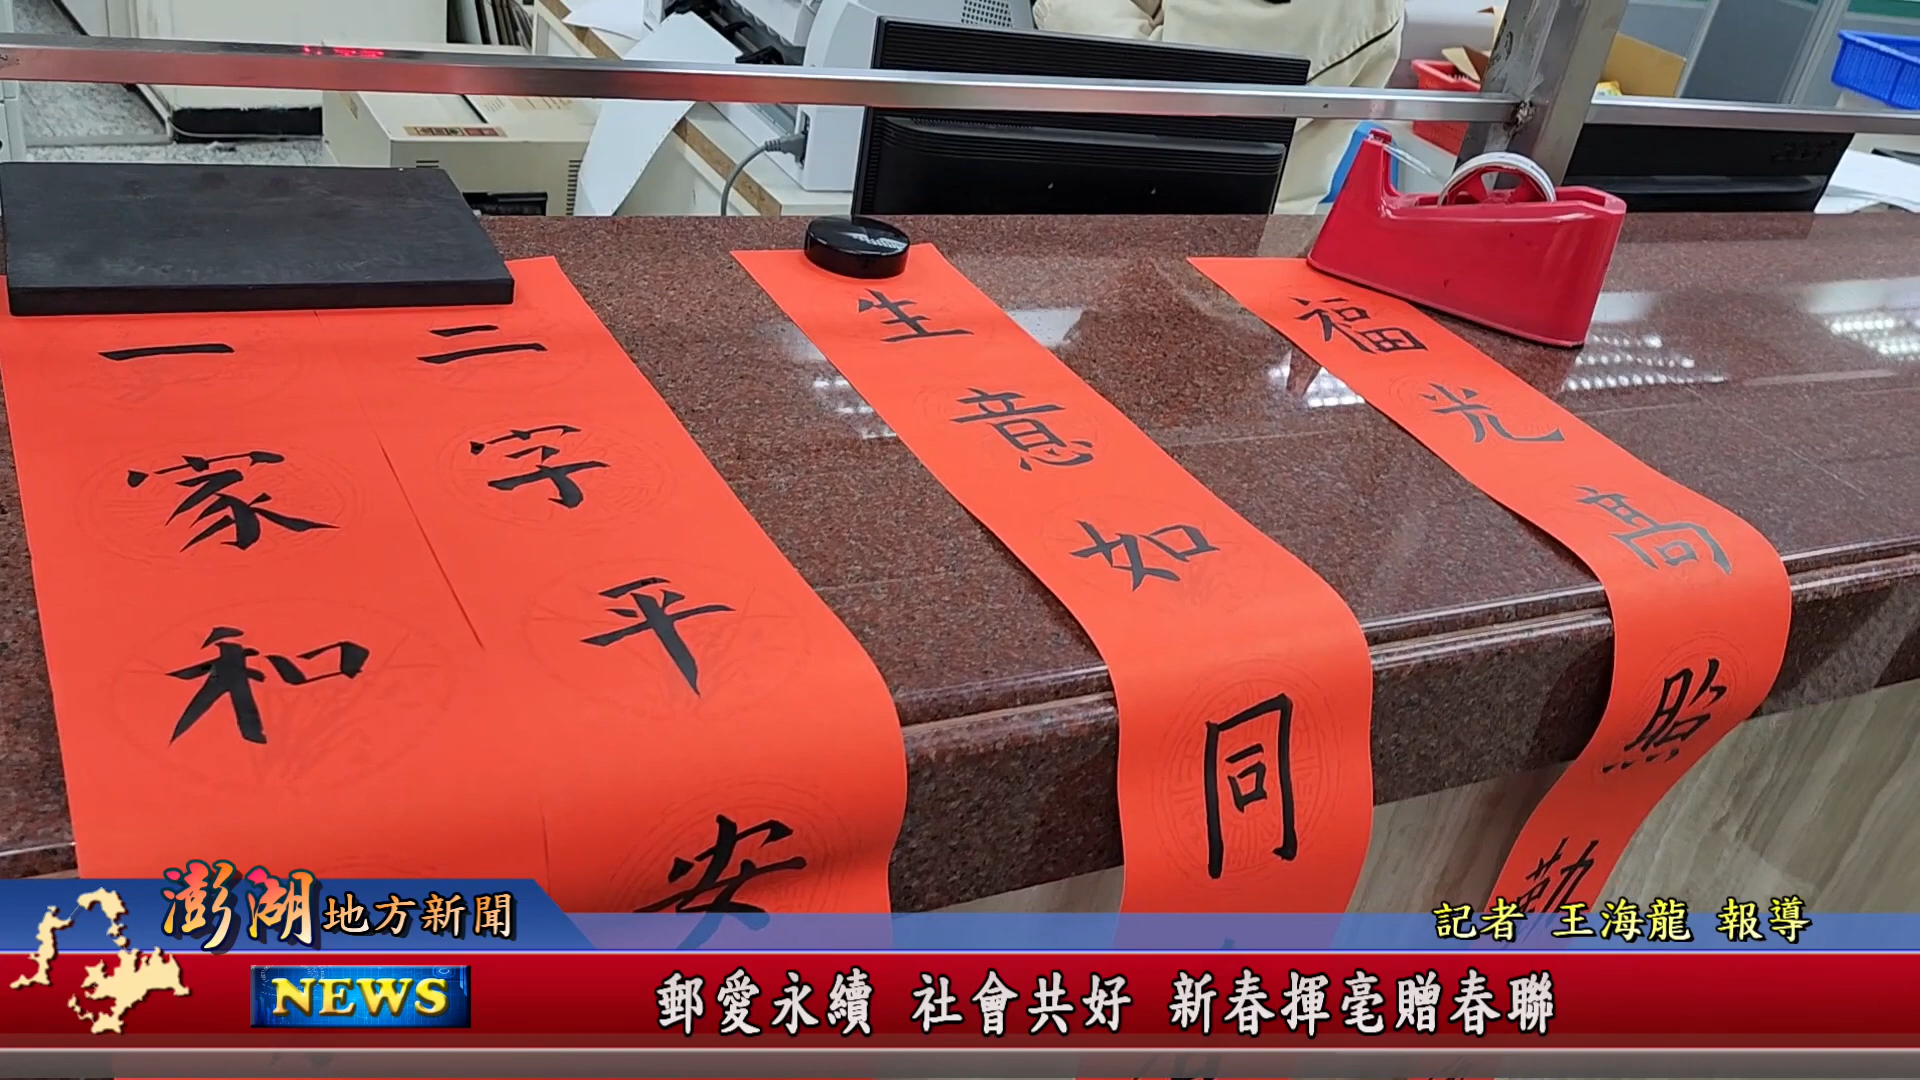 一家和
二字平安
生意如同
福光高照勤
澎湖地方新聞
記者 王海龍 報導
NEWS
郵愛永續 社會共好 新春揮毫贈春聯